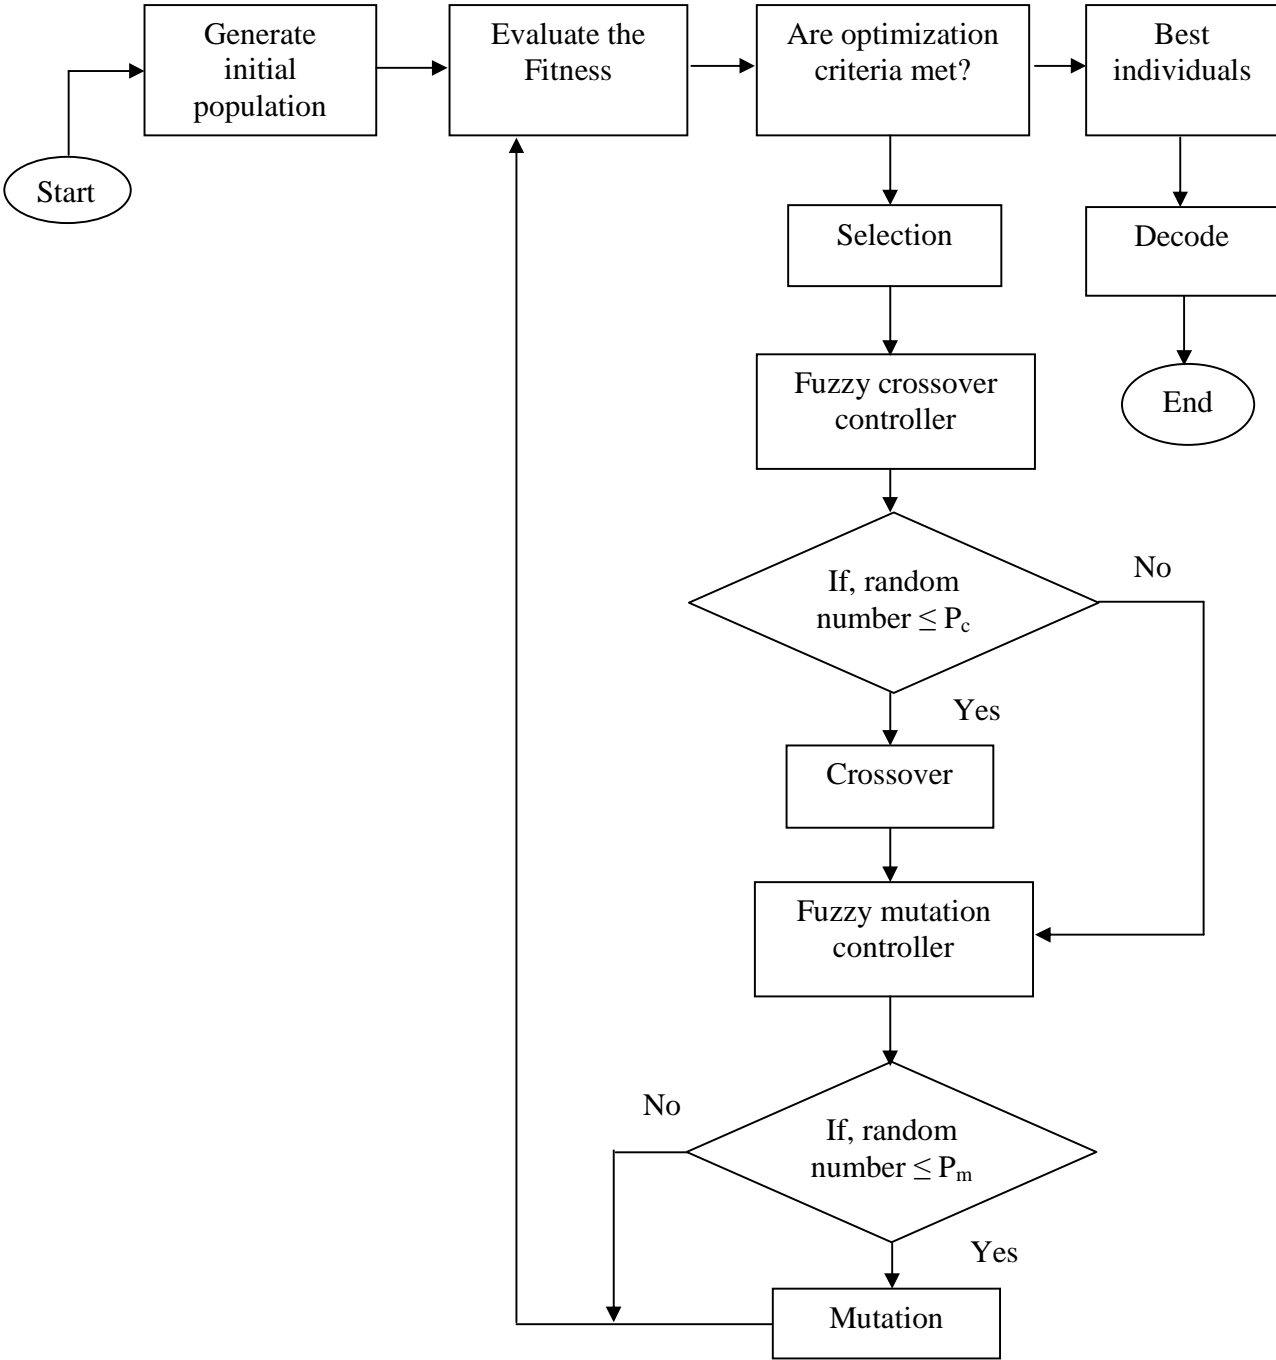 Generate
initial
population
Evaluate the
Fitness
Are optimization
criteria met?
Best
individuals
Start
Selection
Decode
Fuzzy crossover
controller
End
If, random
number ≤ Pc
No
Yes
Crossover
Fuzzy mutation
controller
No
If, random
number ≤ Pm
Yes
Mutation